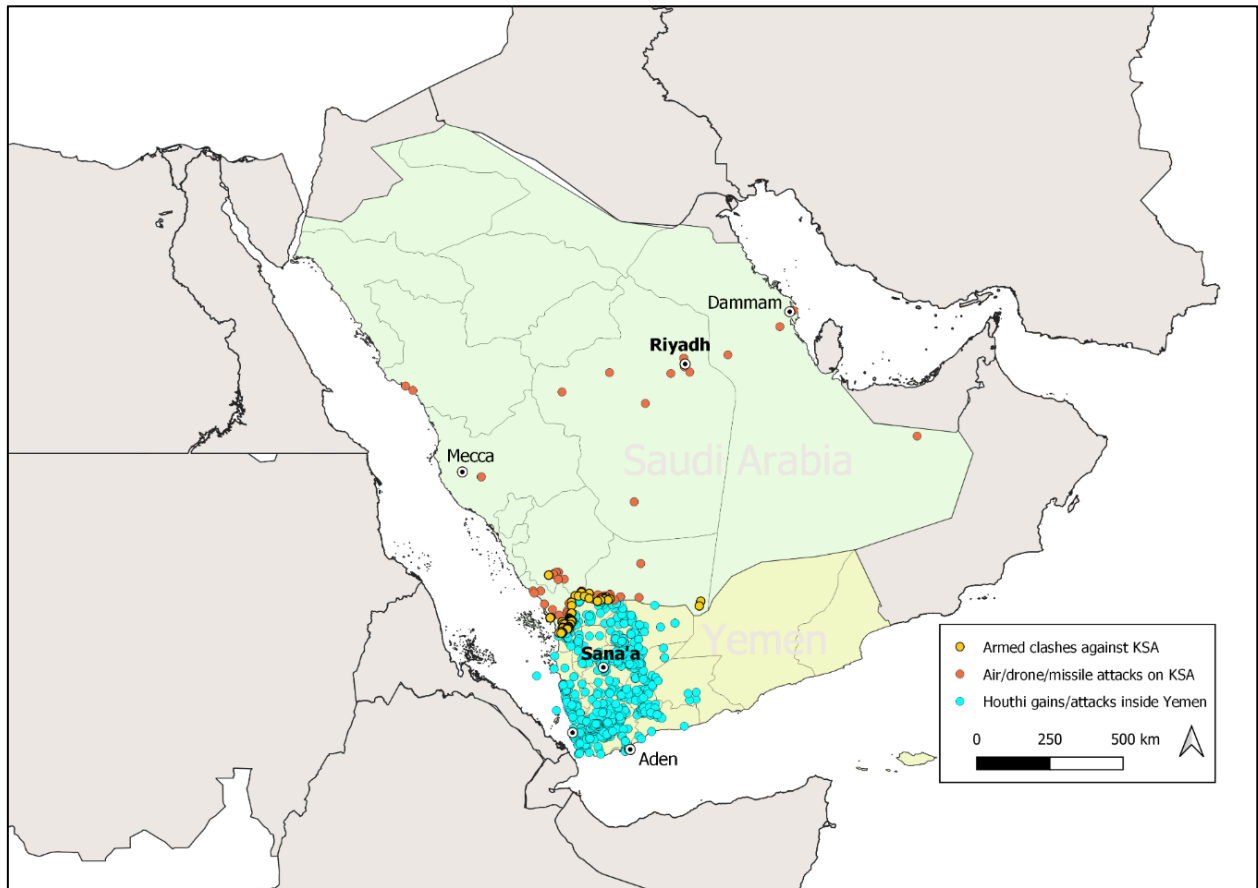 Dammam
Riyadh
Saudi Arabia
Mecca
Yemen
Sana'a
Aden
Armed clashes against KSA
Air/drone/missile attacks on KSA
Houthi gains/attacks inside Yemen
0 250 500 km